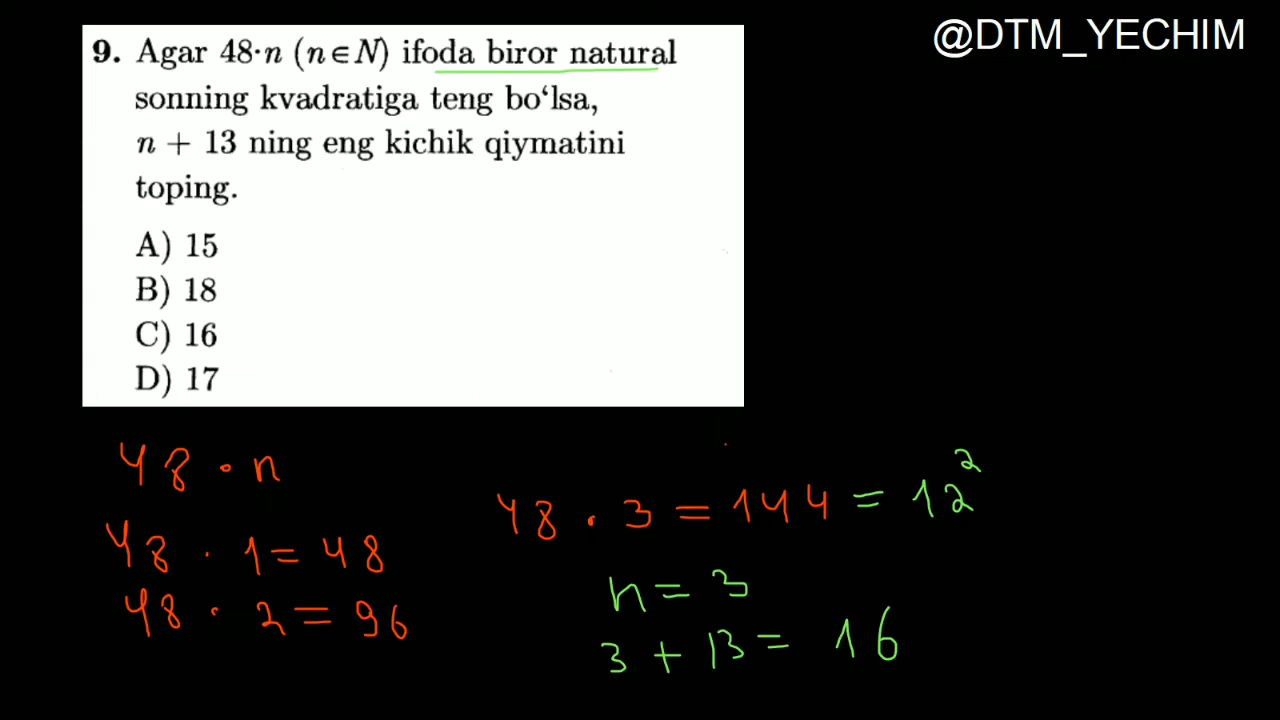 @DTM_YECHIM
9. Agar 48·n (n∈N) ifoda biror natural
sonning kvadratiga teng bo‘lsa,
n + 13 ning eng kichik qiymatini
toping.
A) 15
B) 18
C) 16
D) 17
48 · n
48 · 1 = 48
48 · 2 = 96
48 · 3 = 144 = 12²
n = 3
3 + 13 = 16